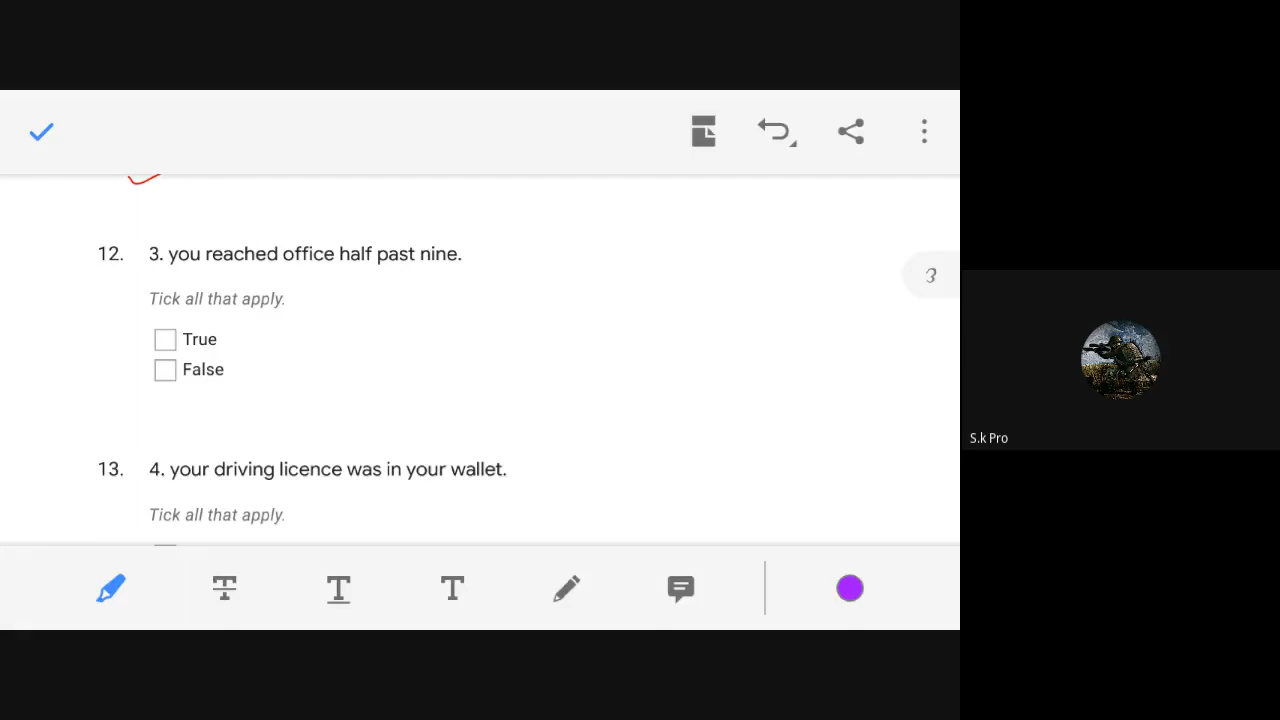 12. 3. you reached office half past nine.
3
Tick all that apply.
True
False
13. 4. your driving licence was in your wallet.
Tick all that apply.
T T T
S.k Pro